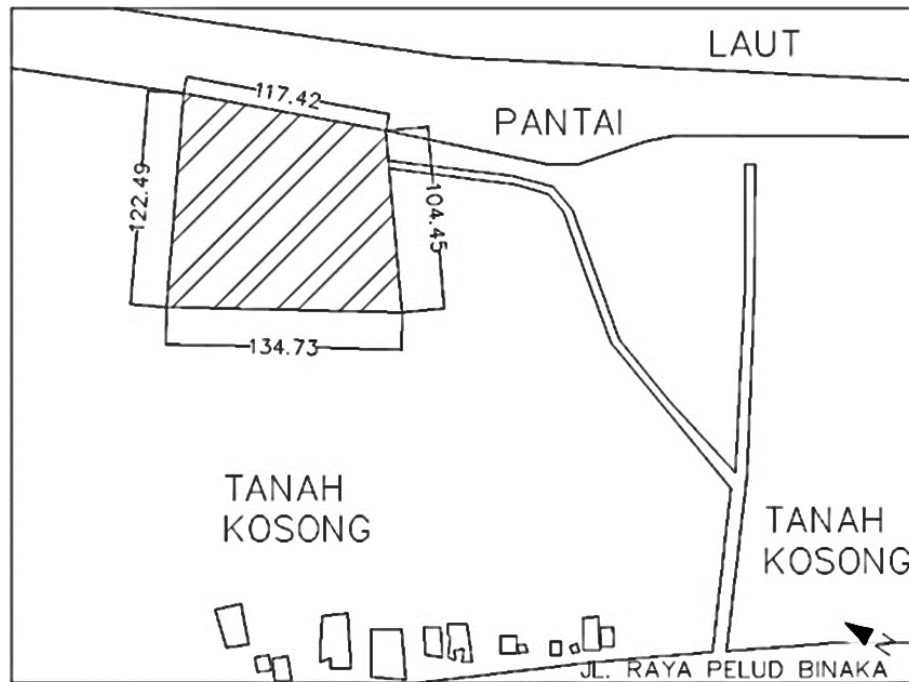 LAUT
117.42
PANTAI
122.49
104.45
134.73
TANAH
KOSONG
TANAH
KOSONG
Z
JL. RAYA PELUD BINAKA